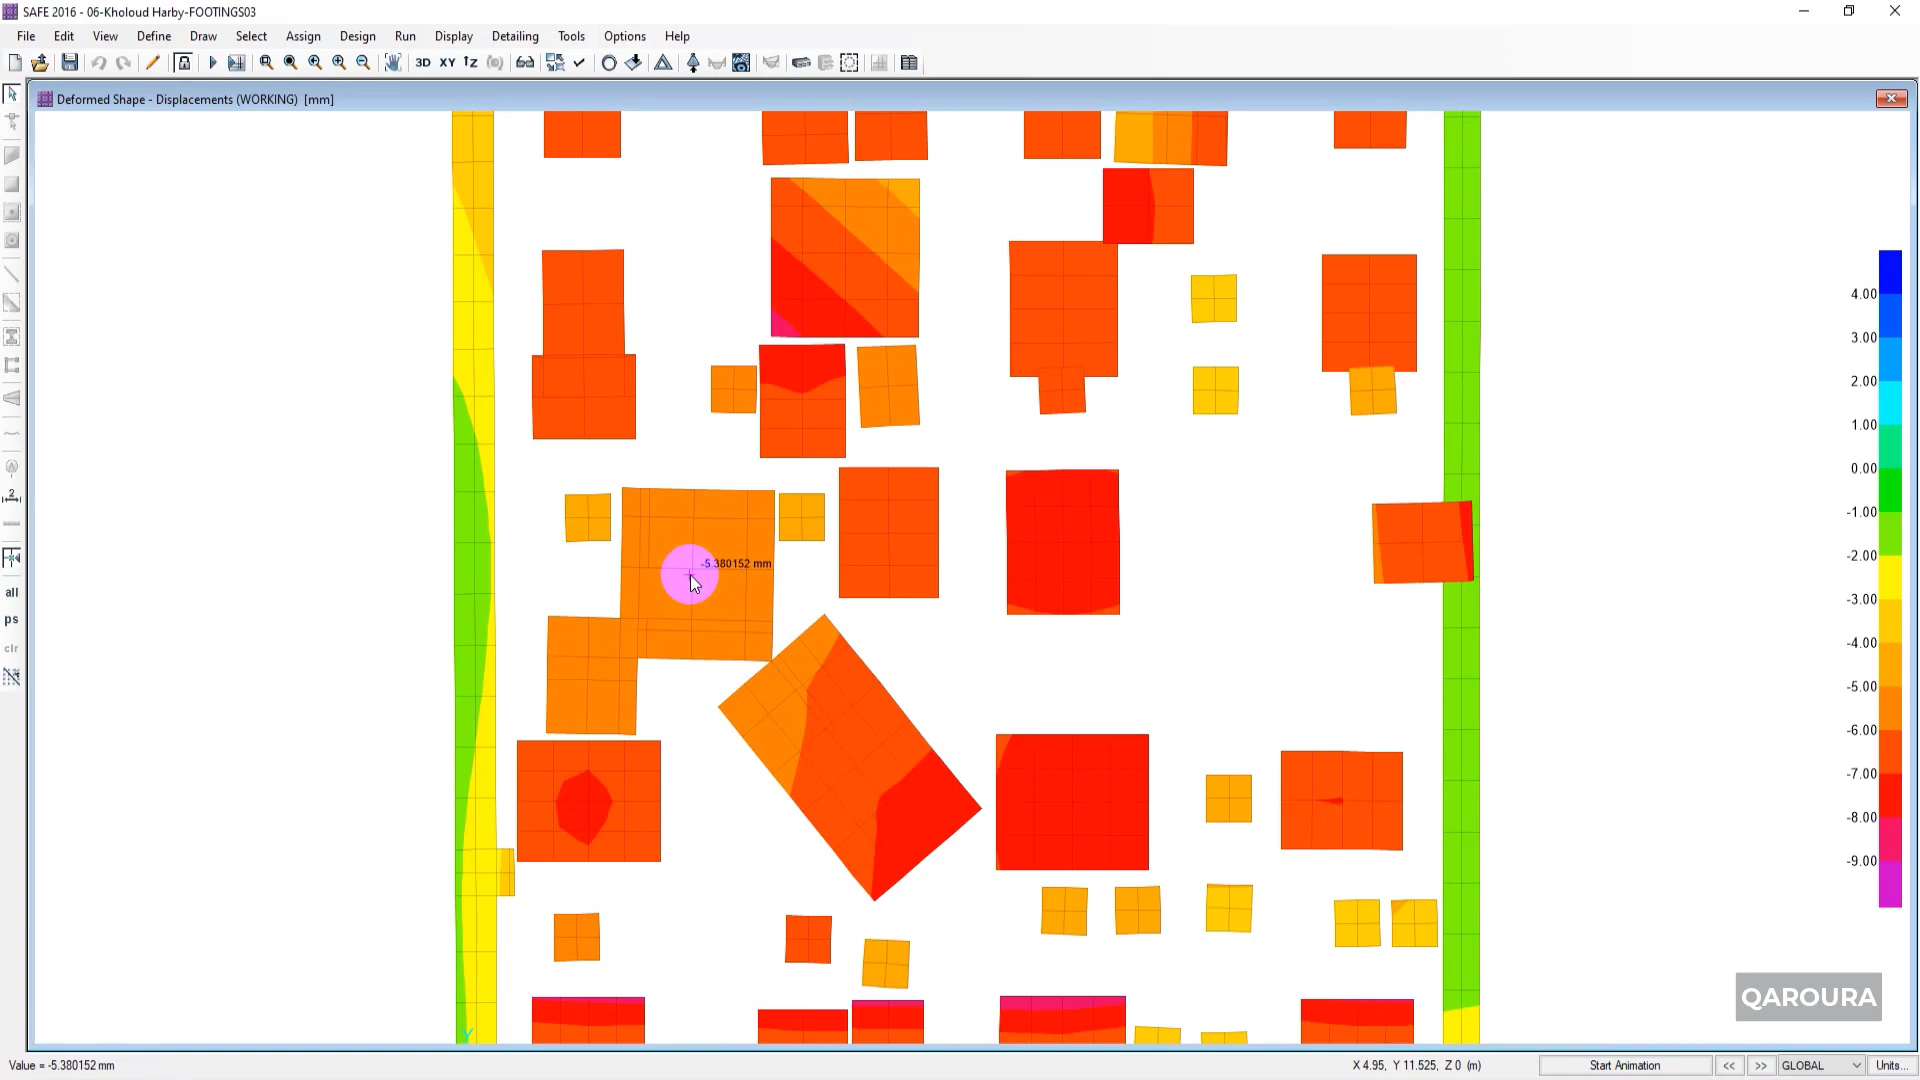 SAFE 2016 - 06-Kholoud Harby-FOOTINGS03
File Edit View Define Draw Select Assign Design Run Display Detailing Tools Options Help
3D XY
Deformed Shape - Displacements (WORKING) [mm]
4.00
3.00
2.00
1.00
0.00
-1.00
-2.00
-3.00
-4.00
-5.00
-6.00
-7.00
-8.00
-9.00
2
all
ps
clr
-5.380152 mm
Y
QAROURA
Value = -5.380152 mm
X 4.95, Y 11.525, Z 0 (m)
Start Animation << >> GLOBAL Units...